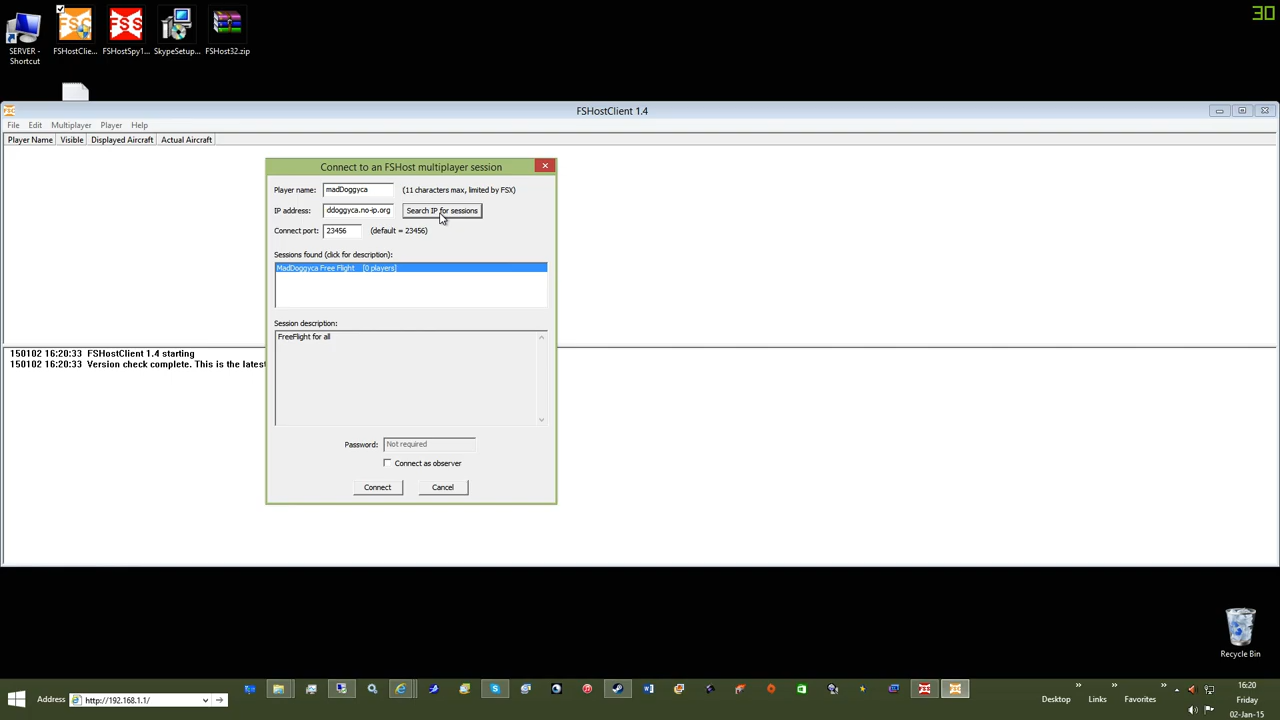 30
SERVER -
Shortcut
FSHostClie...
FSHostSpy1...
SkypeSetup...
FSHost32.zip
FSHostClient 1.4
File Edit Multiplayer Player Help
Player Name Visible Displayed Aircraft Actual Aircraft
Connect to an FSHost multiplayer session
Player name: madDoggyca (11 characters max, limited by FSX)
IP address: ddoggyca.no-ip.org Search IP for sessions
Connect port: 23456 (default = 23456)
Sessions found (click for description):
MadDoggyca Free Flight [0 players]
Session description:
FreeFlight for all
150102 16:20:33 FSHostClient 1.4 starting
150102 16:20:33 Version check complete. This is the latest
Password: Not required
Connect as observer
Connect Cancel
Recycle Bin
Address http://192.168.1.1/
Desktop Links Favorites
16:20
Friday
02-Jan-15